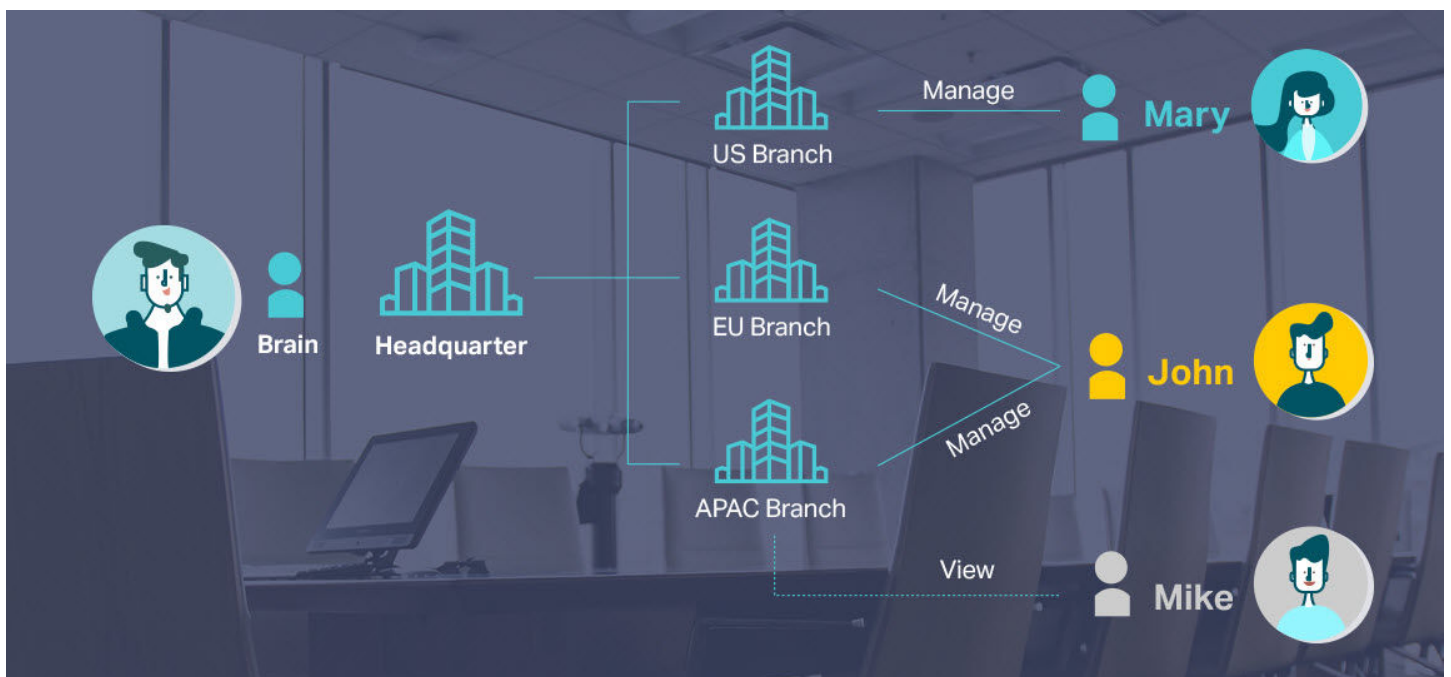 US Branch
Manage
Mary
Brain
Headquarter
EU Branch
Manage
John
Manage
APAC Branch
View
Mike